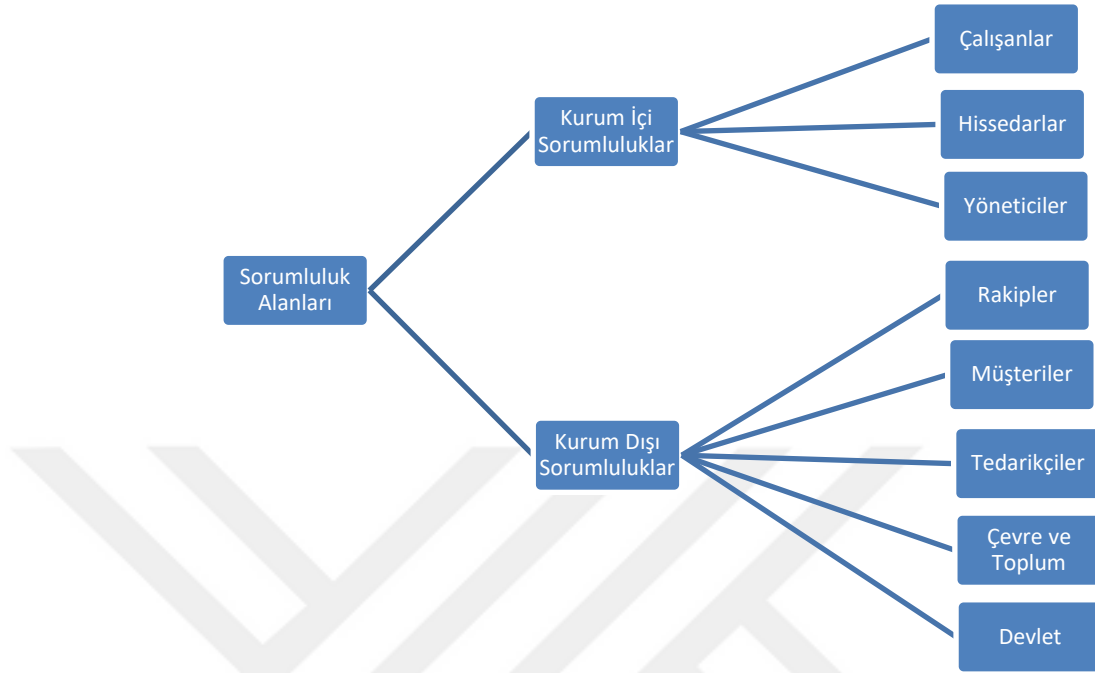 Sorumluluk
Alanları
Kurum İçi
Sorumluluklar
Çalışanlar
Hissedarlar
Yöneticiler
Kurum Dışı
Sorumluluklar
Rakipler
Müşteriler
Tedarikçiler
Çevre ve
Toplum
Devlet